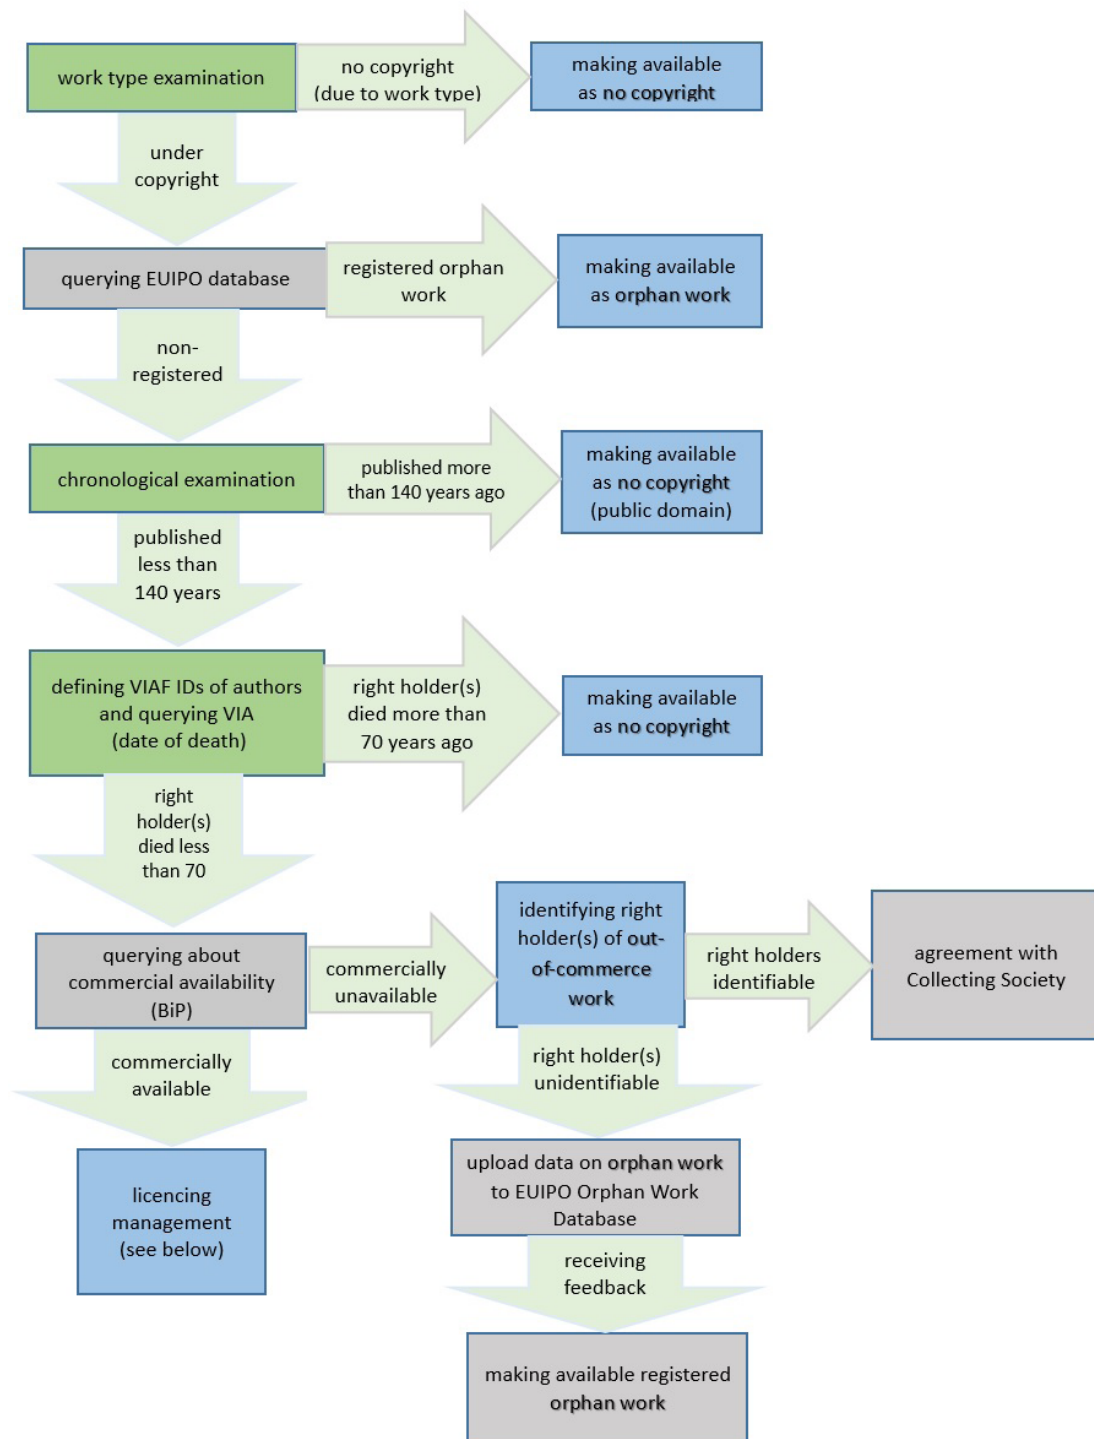 work type examination
no copyright
(due to work type)
making available
as no copyright
under
copyright
querying EUIPO database
registered orphan
work
making available
as orphan work
non-
registered
chronological examination
published more
than 140 years ago
making available
as no copyright
(public domain)
published
less than
140 years
defining VIAF IDs of authors
and querying VIA
(date of death)
right holder(s)
died more than
70 years ago
making available
as no copyright
right
holder(s)
died less
than 70
querying about
commercial availability
(BiP)
commercially
unavailable
identifying right
holder(s) of out-
of-commerce
work
right holders
identifiable
agreement with
Collecting Society
commercially
available
right holder(s)
unidentifiable
licencing
management
(see below)
upload data on orphan work
to EUIPO Orphan Work
Database
receiving
feedback
making available registered
orphan work